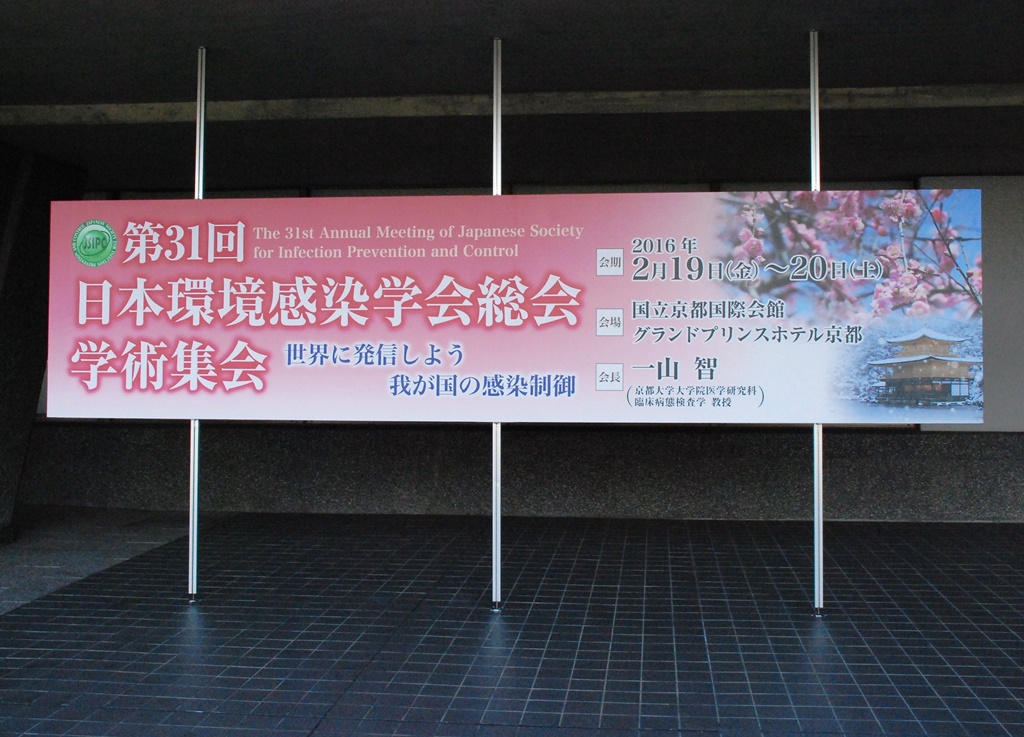 JSIPC
第31回
The 31st Annual Meeting of Japanese Society
for Infection Prevention and Control
日本環境感染学会総会
学術集会
世界に発信しよう
我が国の感染制御
会期 2016年
2月19日(金)～20日(土)
会場 国立京都国際会館
グランドプリンスホテル京都
会長 一山 智
(京都大学大学院医学研究科
臨床病態検査学 教授)